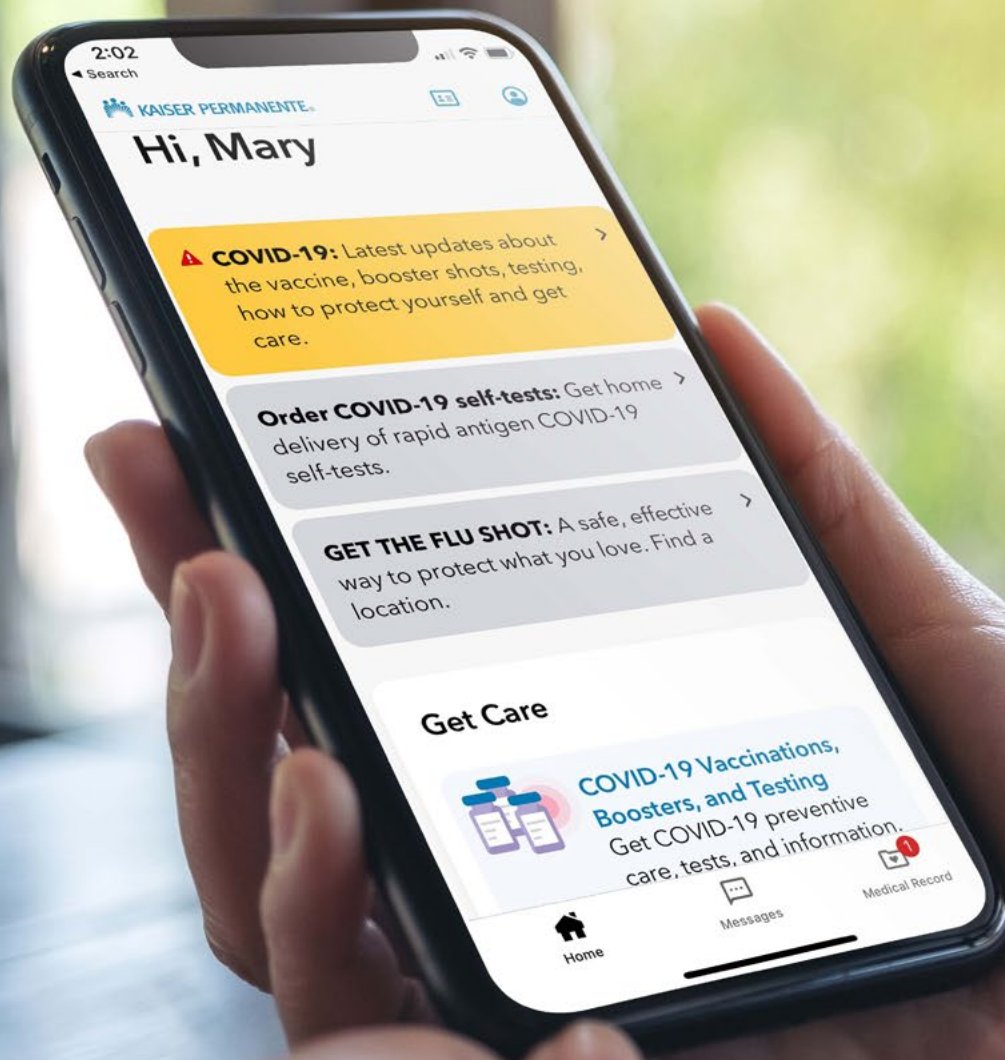 2:02
◀ Search
KAISER PERMANENTE®
Hi, Mary
COVID-19: Latest updates about
the vaccine, booster shots, testing,
how to protect yourself and get
care.
Order COVID-19 self-tests: Get home
delivery of rapid antigen COVID-19
self-tests.
GET THE FLU SHOT: A safe, effective
way to protect what you love. Find a
location.
Get Care
COVID-19 Vaccinations,
Boosters, and Testing
Get COVID-19 preventive
care, tests, and information.
Home
Messages
1
Medical Record